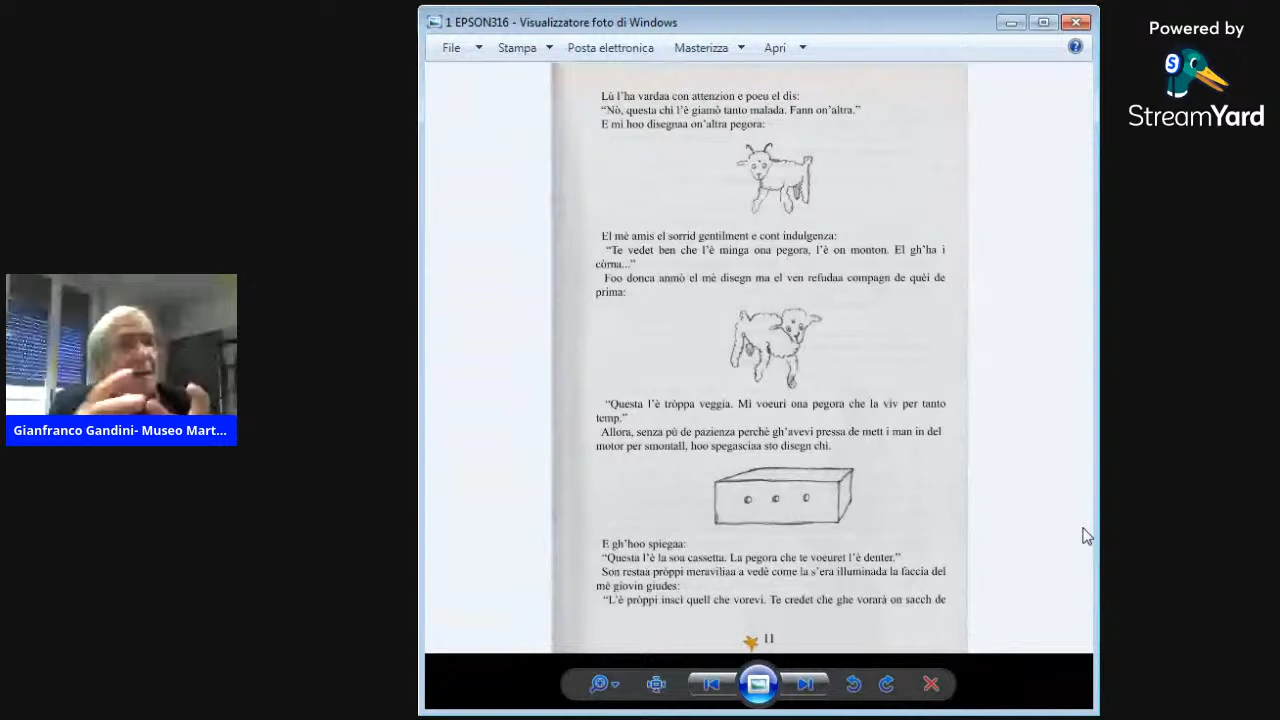 1 EPSON316 - Visualizzatore foto di Windows
File Stampa Posta elettronica Masterizza Apri
Powered by
StreamYard
Lù l'ha vardaa con attenzion e poeu el dis:
“Nò, questa chì l'è giamò tanto malada. Fann on'altra.”
E mì hoo disegnaa on'altra pegora:
El mè amis el sorrid gentilment e cont indulgenza:
“Te vedet ben che l'è minga ona pegora, l'è on monton. El gh'ha i
còrna...”
Foo donca anmò el mè disegn ma el ven refudaa compagn de quèi de
prima:
“Questa l'è tròppa veggia. Mì voeuri ona pegora che la viv per tanto
temp.”
Allora, senza pù de pazienza perchè gh'avevi pressa de mett i man in del
motor per smontall, hoo spegasciaa sto disegn chì.
E gh'hoo spiegaa:
“Questa l'è la soa cassetta. La pegora che te voeuret l'è denter.”
Son restaa pròppi meraviliaa a vedè come la s'era illuminada la faccia del
mè giovin giudes:
“L'è pròppi inscì quell che vorevi. Te credet che ghe vorarà on sacch de
11
Gianfranco Gandini- Museo Mart...